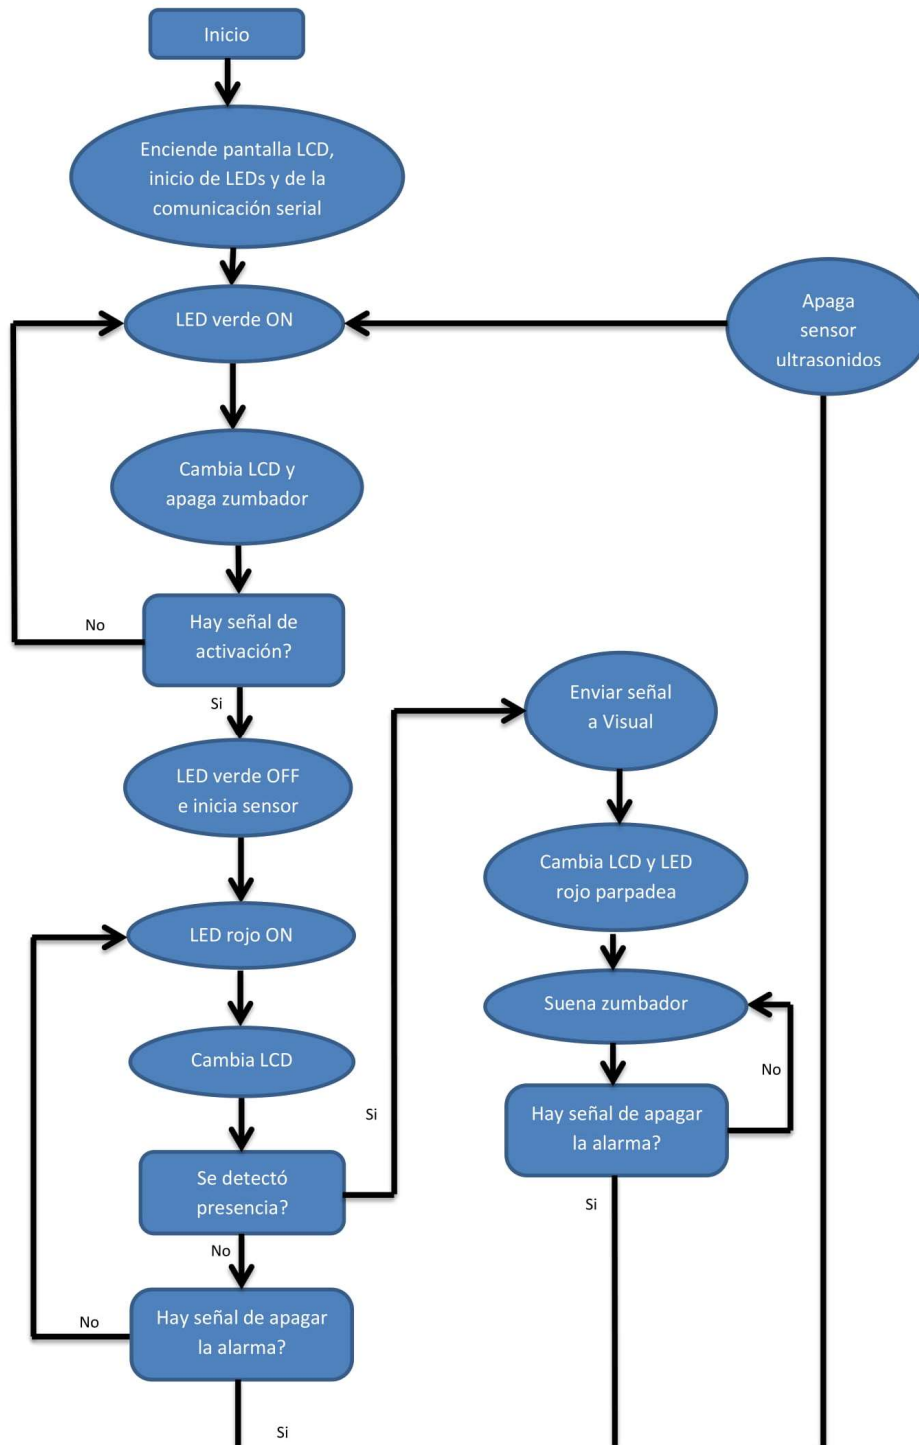 Inicio
Enciende pantalla LCD,
inicio de LEDs y de la
comunicación serial
LED verde ON
Cambia LCD y
apaga zumbador
Hay señal de
activación?
No
Si
LED verde OFF
e inicia sensor
LED rojo ON
Cambia LCD
Se detectó
presencia?
Si
No
Hay señal de apagar
la alarma?
No
Si
Enviar señal
a Visual
Cambia LCD y LED
rojo parpadea
Suena zumbador
No
Hay señal de apagar
la alarma?
Si
Apaga
sensor
ultrasonidos